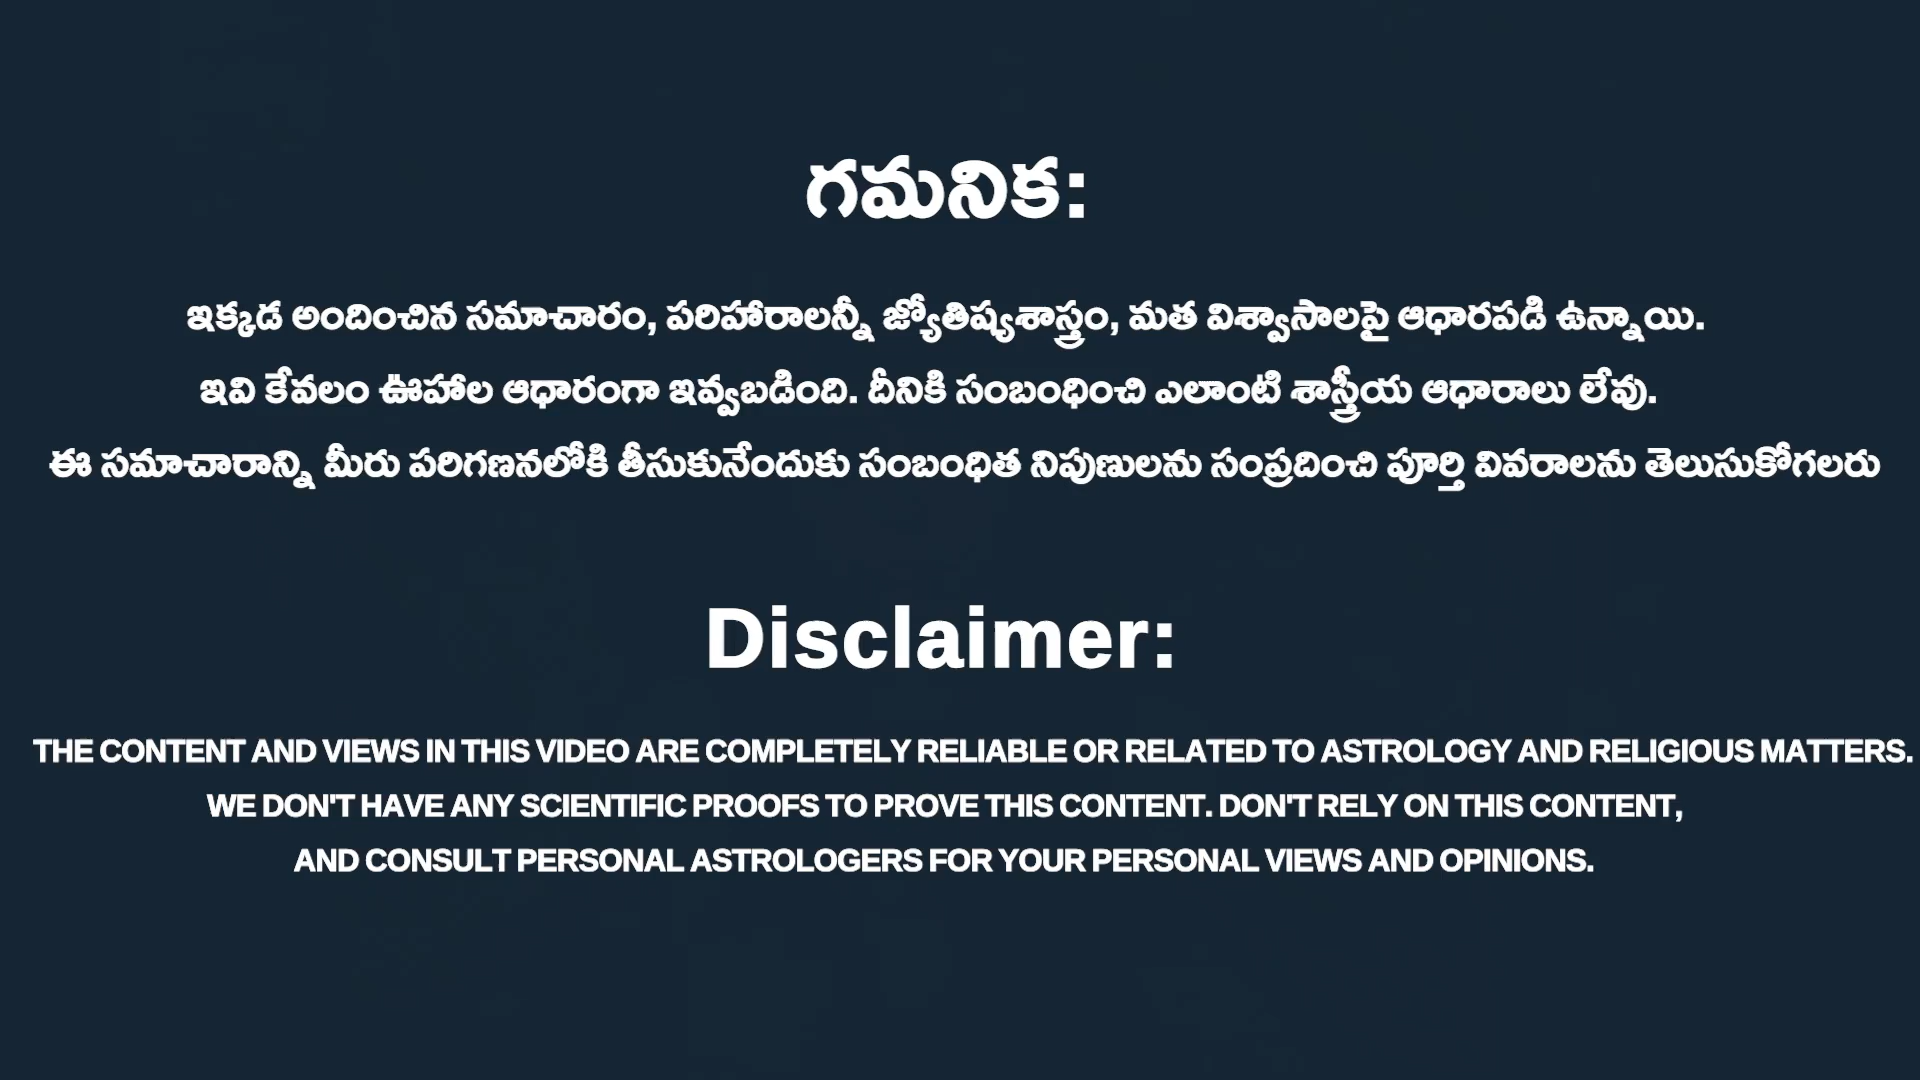 గమనిక:
ఇక్కడ అందించిన సమాచారం, పరిహారాలన్నీ జ్యోతిష్యశాస్త్రం, మత విశ్వాసాలపై ఆధారపడి ఉన్నాయి.
ఇవి కేవలం ఊహాల ఆధారంగా ఇవ్వబడింది. దీనికి సంబంధించి ఎలాంటి శాస్త్రీయ ఆధారాలు లేవు.
ఈ సమాచారాన్ని మీరు పరిగణనలోకి తీసుకునేందుకు సంబంధిత నిపుణులను సంప్రదించి పూర్తి వివరాలను తెలుసుకోగలరు
Disclaimer:
THE CONTENT AND VIEWS IN THIS VIDEO ARE COMPLETELY RELIABLE OR RELATED TO ASTROLOGY AND RELIGIOUS MATTERS.
WE DON'T HAVE ANY SCIENTIFIC PROOFS TO PROVE THIS CONTENT. DON'T RELY ON THIS CONTENT,
AND CONSULT PERSONAL ASTROLOGERS FOR YOUR PERSONAL VIEWS AND OPINIONS.